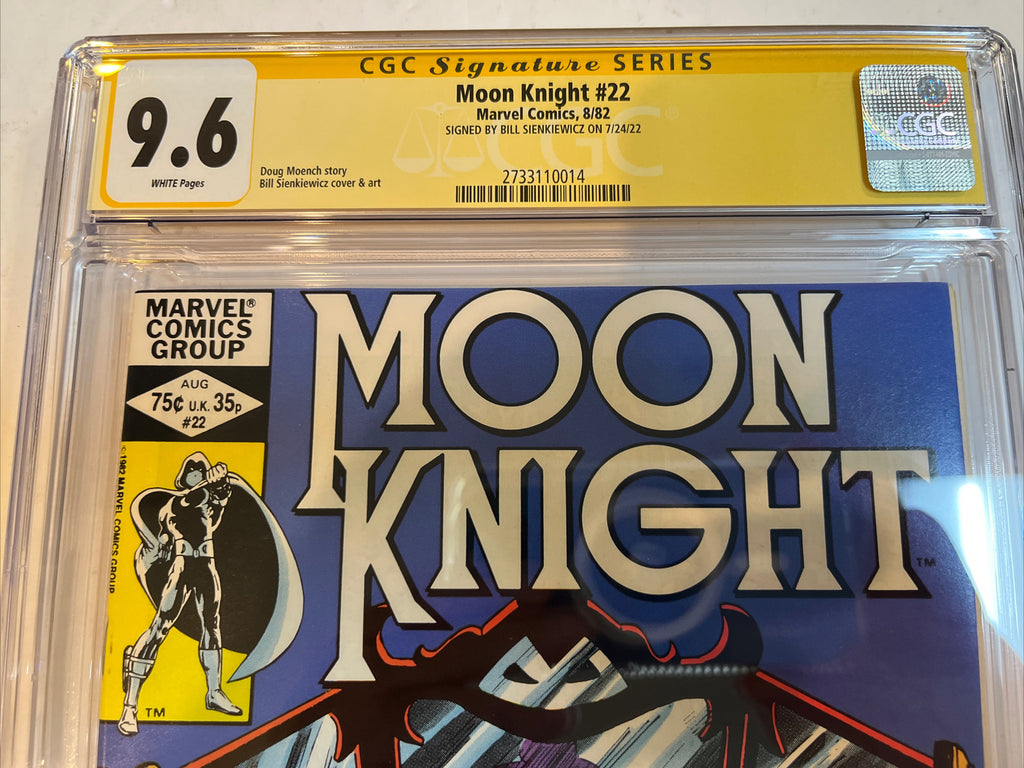 CGC Signature SERIES
9.6
WHITE Pages
Moon Knight #22
Marvel Comics, 8/82
SIGNED BY BILL SIENKIEWICZ ON 7/24/22
Doug Moench story
Bill Sienkiewicz cover & art
CGC®
2733110014
CGC
MARVEL®
COMICS
GROUP
AUG
75¢ U.K. 35p
#22
©1982 MARVEL COMICS GROUP
TM
MOON
KNIGHT
TM